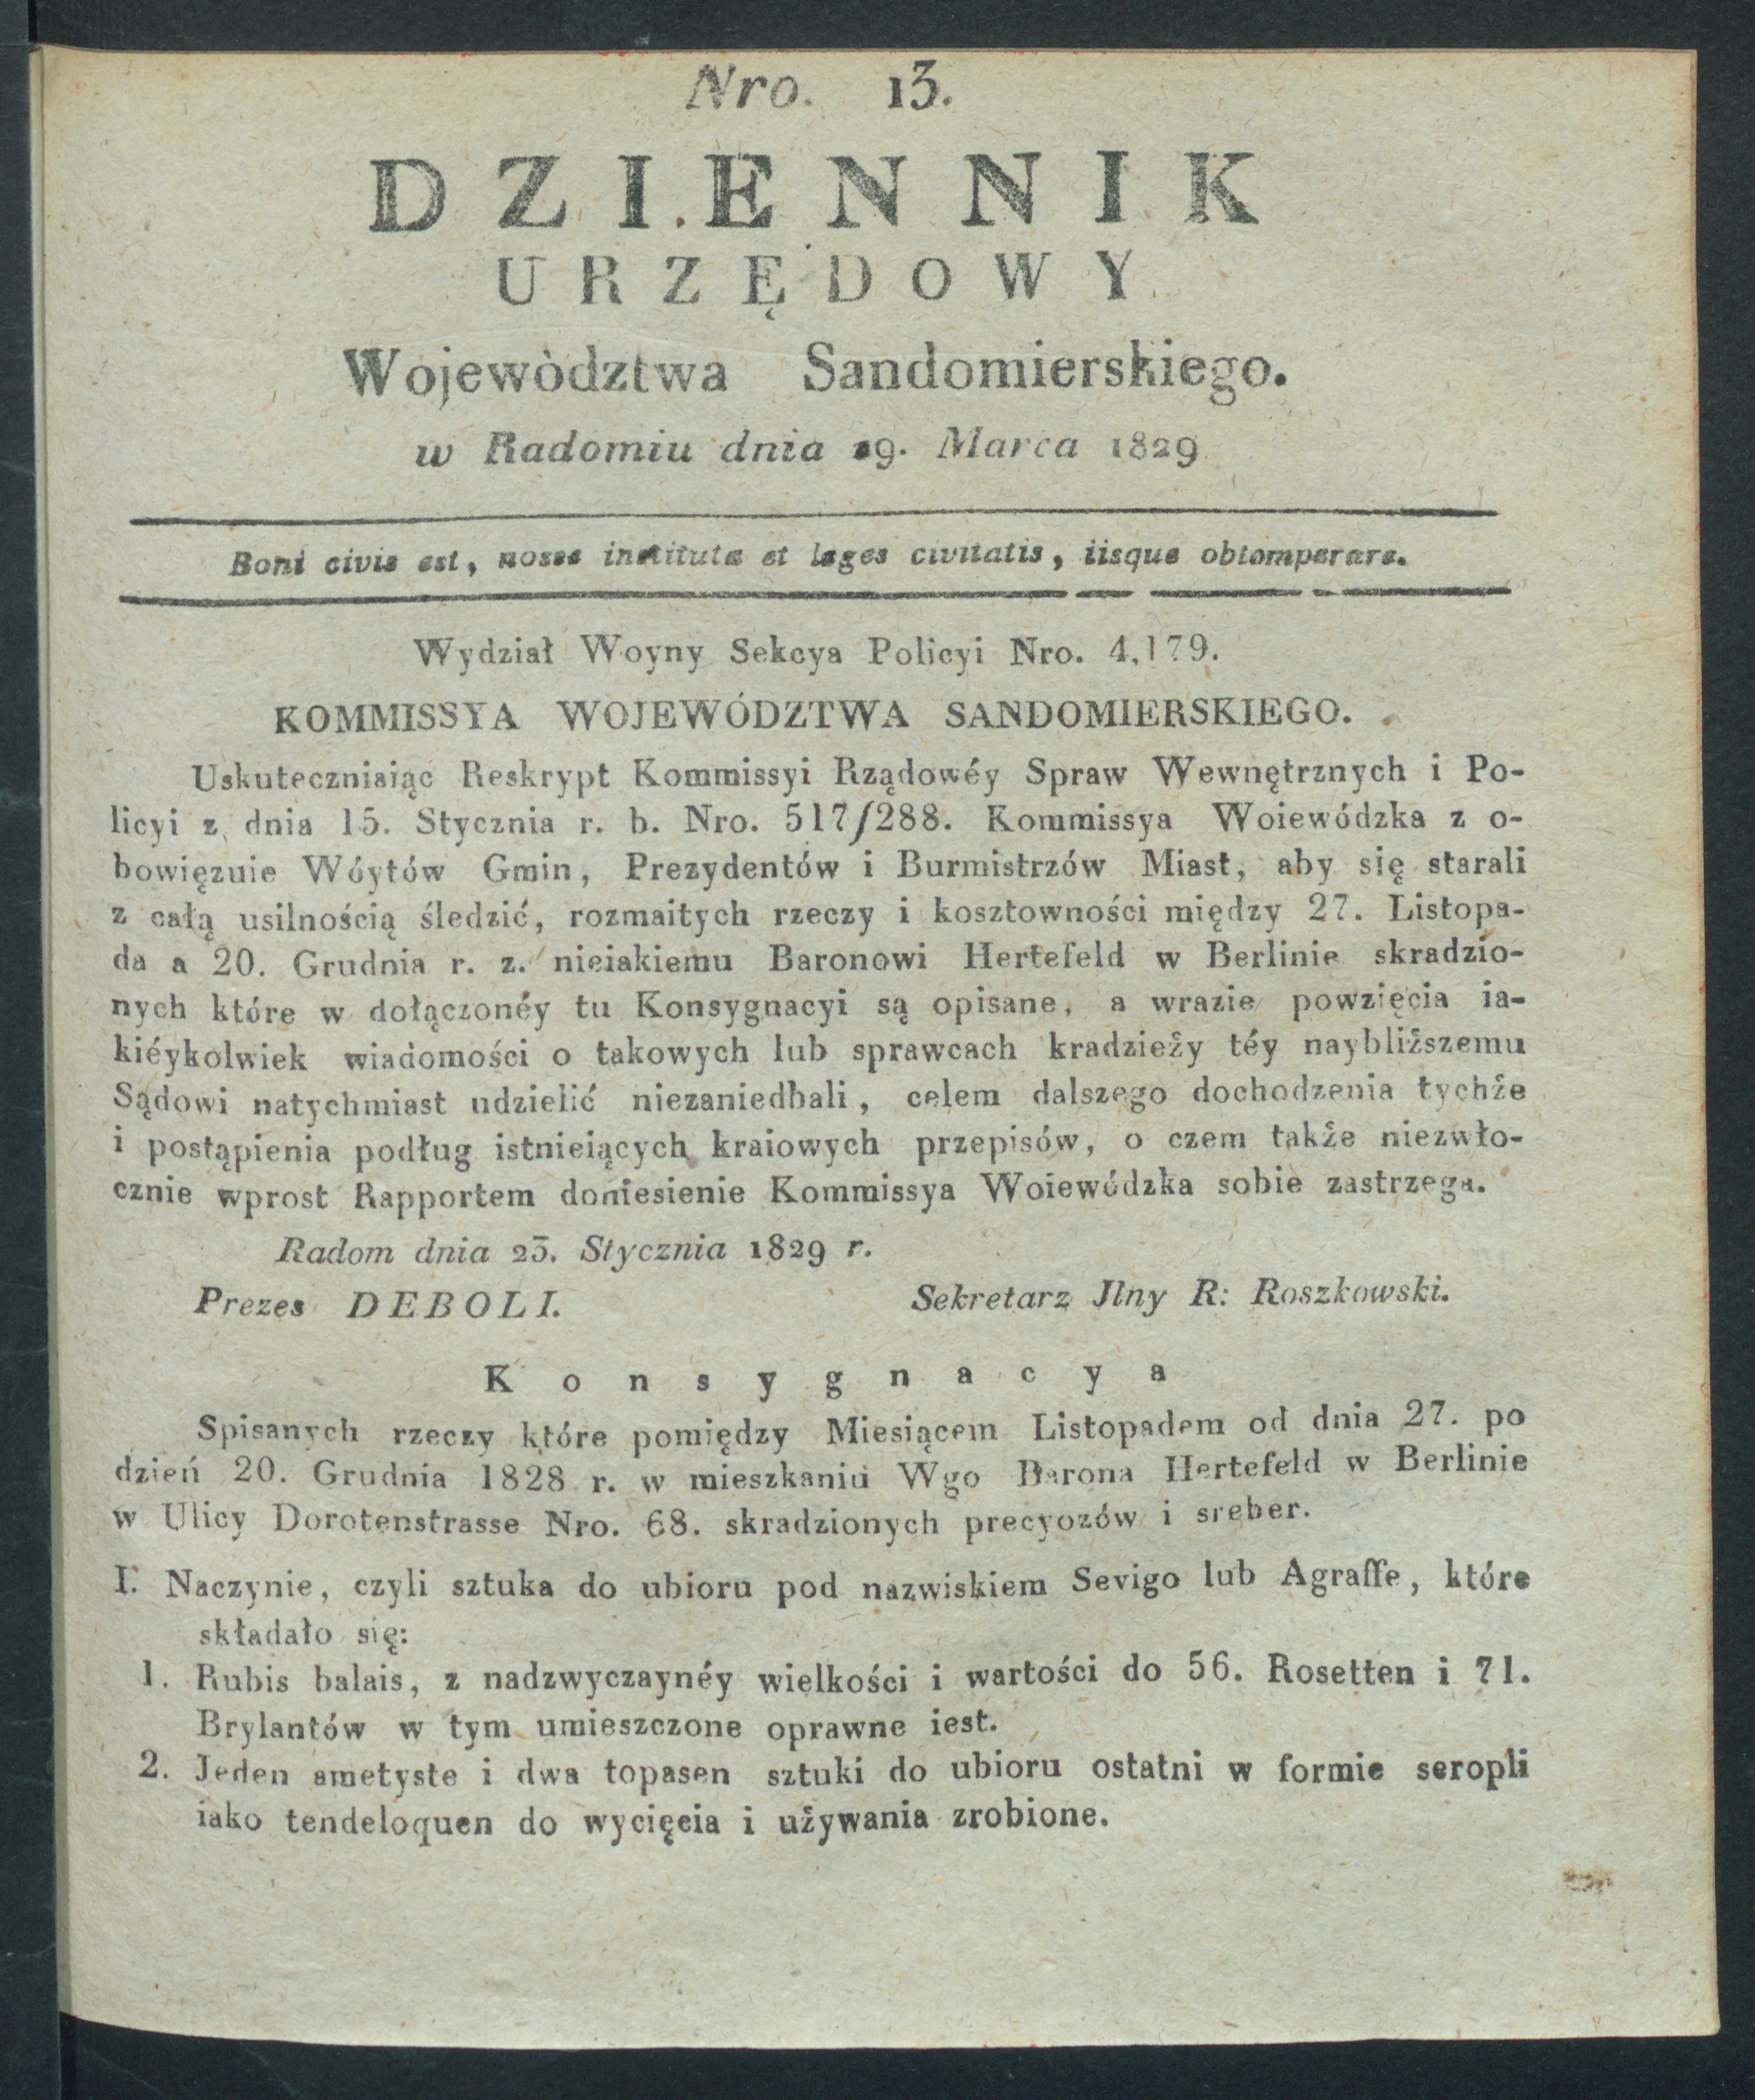 Nro. 13.
DZIENNIK
URZĘDOWY
Wojewòdztwa Sandomierskiego.
w Radomiu dnia 29. Marca 1829
Boni civis est, nosse instituta et leges civitatis, iisque obtemperare.
Wydział Woyny Sekcya Policyi Nro. 4,179.
KOMMISSYA WOJEWÓDZTWA SANDOMIERSKIEGO.
Uskuteczniaiąc Reskrypt Kommissyi Rządowéy Spraw Wewnętrznych i Po-
licyi z dnia 15. Stycznia r. b. Nro. 517/288. Kommissya Woiewódzka z o-
bowięzuie Wóytów Gmin, Prezydentów i Burmistrzów Miast, aby się starali
z całą usilnością śledzić, rozmaitych rzeczy i kosztowności między 27. Listopa-
da a 20. Grudnia r. z. nieiakiemu Baronowi Hertefeld w Berlinie skradzio-
nych które w dołączonéy tu Konsygnacyi są opisane, a wrazie powzięcia ia-
kiéykolwiek wiadomości o takowych lub sprawcach kradzieży téy naybliższemu
Sądowi natychmiast udzielić niezaniedbali, celem dalszego dochodzenia tychże
i postąpienia podług istnieiących kraiowych przepisów, o czem także niezwło-
cznie wprost Rapportem doniesienie Kommissya Woiewódzka sobie zastrzega.
Radom dnia 23. Stycznia 1829 r.
Prezes DEBOLI. Sekretarz Jlny R: Roszkowski.
Konsygnacya
Spisanych rzeczy które pomiędzy Miesiącem Listopadem od dnia 27. po
dzień 20. Grudnia 1828 r. w mieszkaniu Wgo Barona Hertefeld w Berlinie
w Ulicy Dorotenstrasse Nro. 68. skradzionych precyozów i sreber.
I. Naczynie, czyli sztuka do ubioru pod nazwiskiem Sevigo lub Agraffe, które
składało się:
1. Rubis balais, z nadzwyczaynéy wielkości i wartości do 56. Rosetten i 71.
Brylantów w tym umieszczone oprawne iest.
2. Jeden ametyste i dwa topasen sztuki do ubioru ostatni w formie seropli
iako tendeloquen do wycięcia i używania zrobione.